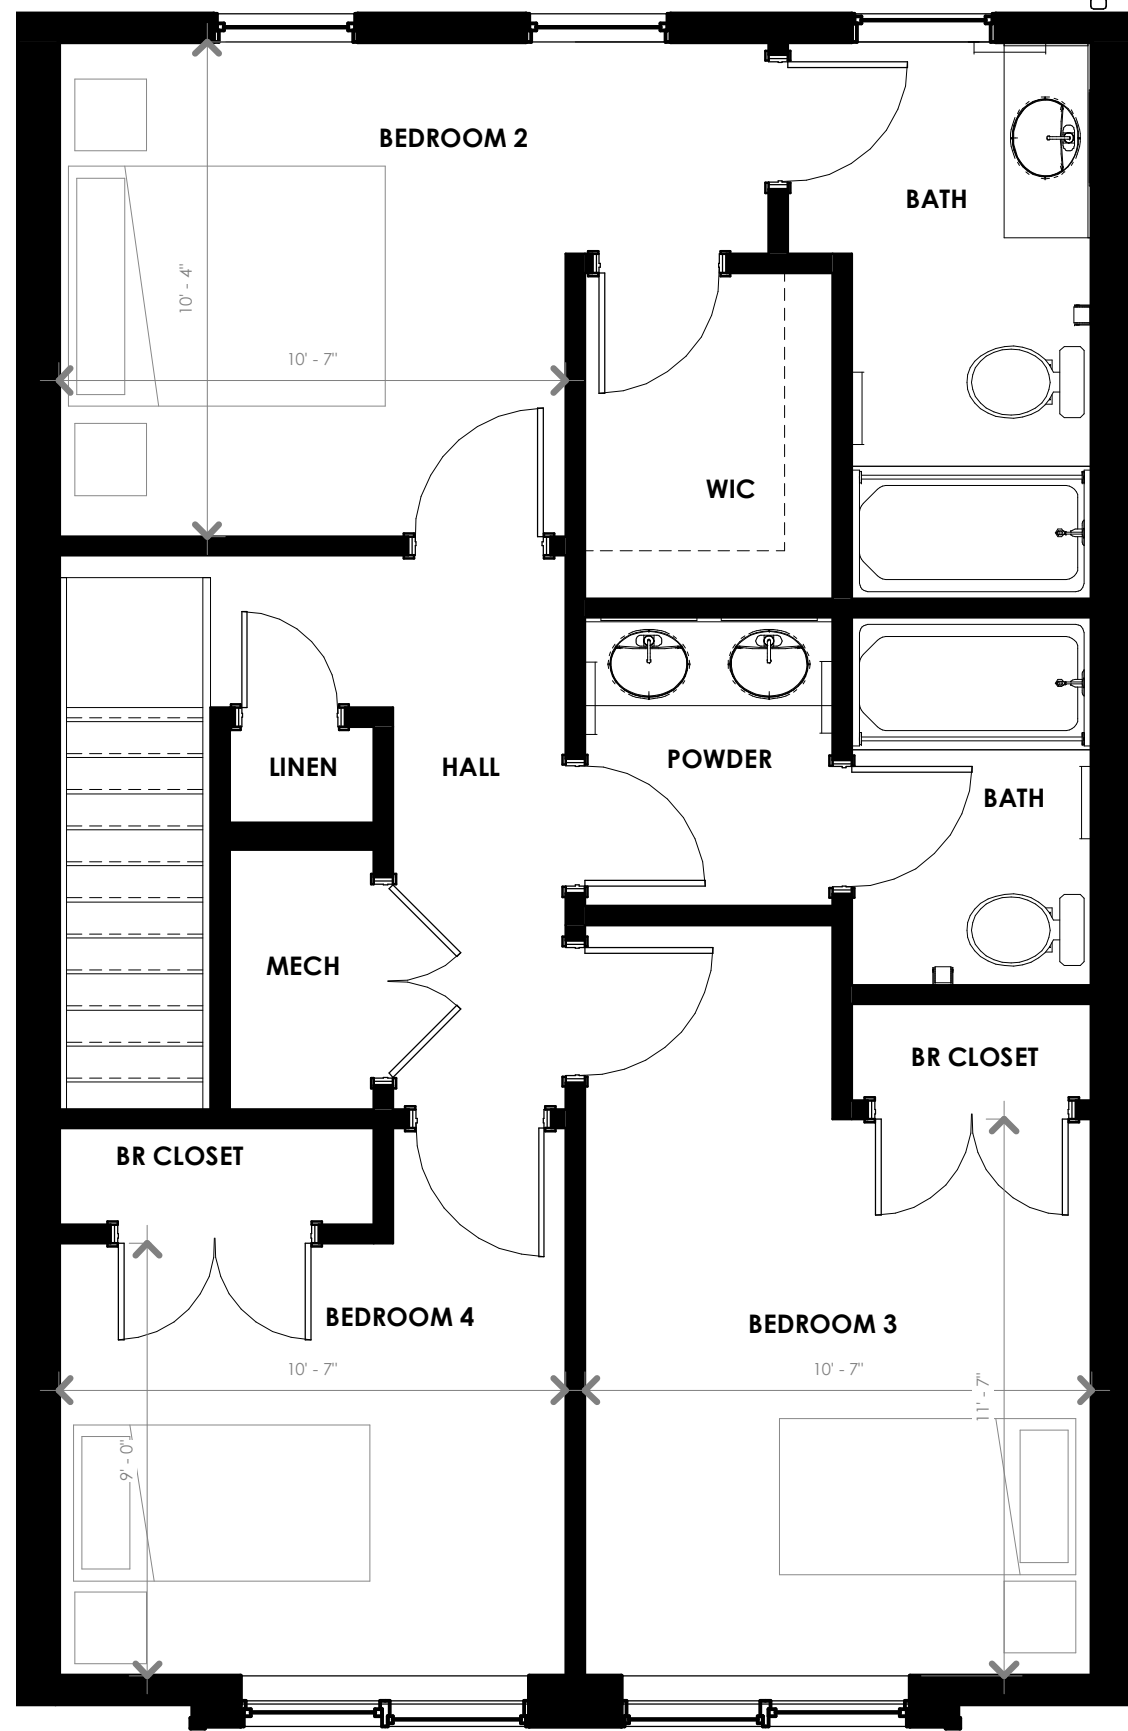 BEDROOM 2
BATH
10' - 4"
10' - 7"
WIC
LINEN
HALL
POWDER
BATH
MECH
BR CLOSET
BR CLOSET
BEDROOM 4
BEDROOM 3
10' - 7"
10' - 7"
11' - 7"
9' - 0"